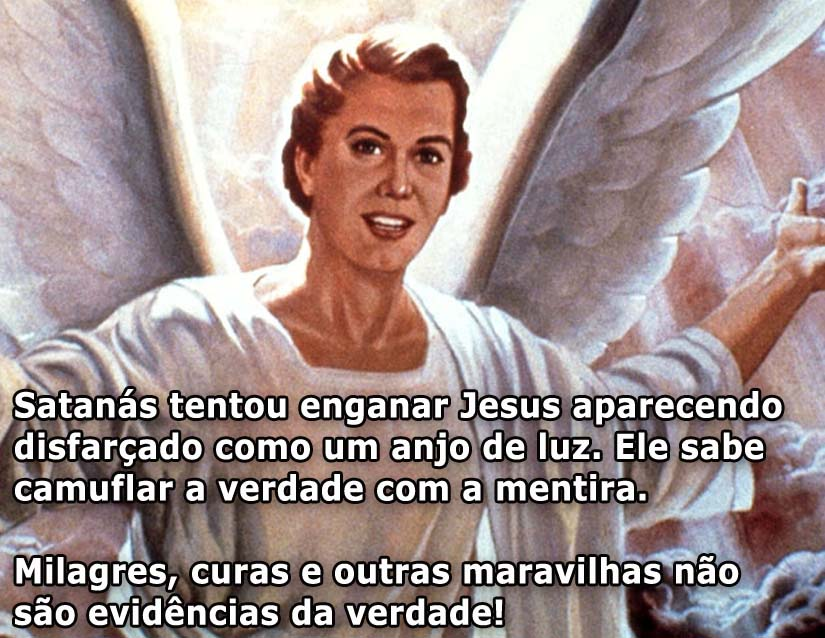 Satanás tentou enganar Jesus aparecendo
disfarçado como um anjo de luz. Ele sabe
camuflar a verdade com a mentira.
Milagres, curas e outras maravilhas não
são evidências da verdade!